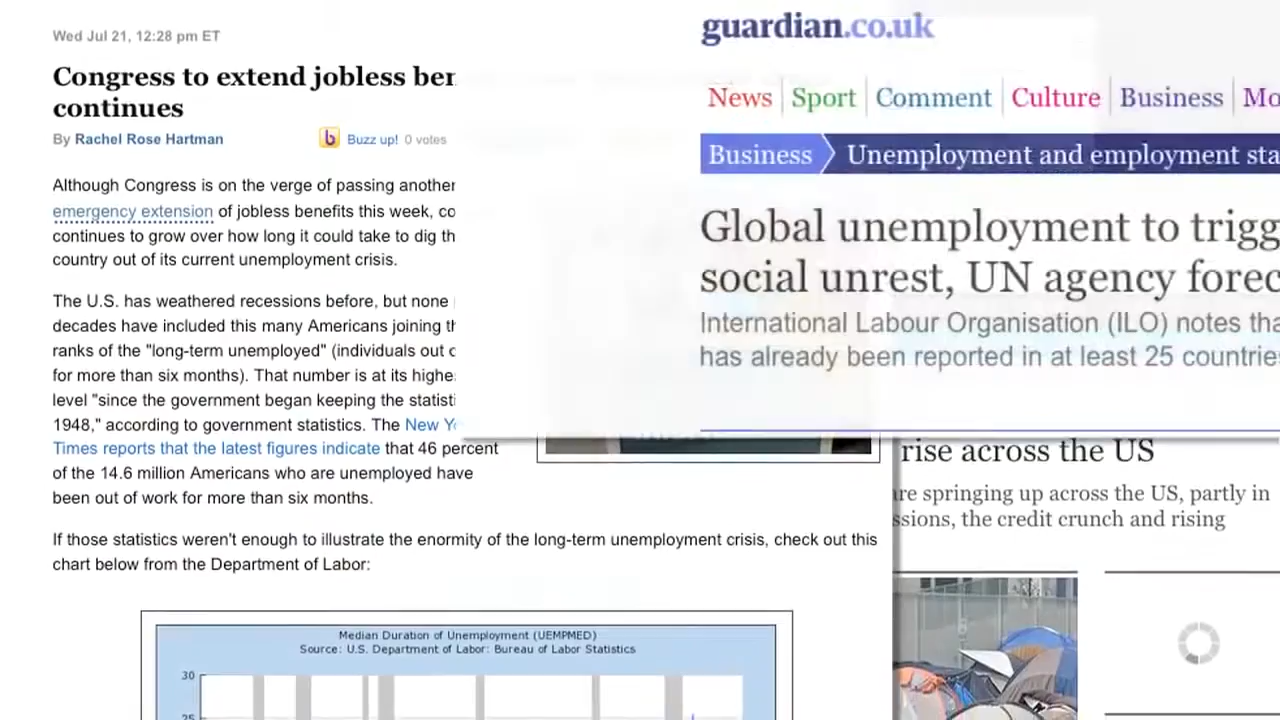 Wed Jul 21, 12:28 pm ET
Congress to extend jobless ben
continues
By Rachel Rose Hartman
Buzz up! 0 votes
Although Congress is on the verge of passing another
emergency extension of jobless benefits this week, co
continues to grow over how long it could take to dig th
country out of its current unemployment crisis.
The U.S. has weathered recessions before, but none
decades have included this many Americans joining th
ranks of the "long-term unemployed" (individuals out o
for more than six months). That number is at its highe
level "since the government began keeping the statisti
1948," according to government statistics. The New Yo
Times reports that the latest figures indicate that 46 percent
of the 14.6 million Americans who are unemployed have
been out of work for more than six months.
If those statistics weren't enough to illustrate the enormity of the long-term unemployment crisis, check out this
chart below from the Department of Labor:
Median Duration of Unemployment (UEMPMED)
Source: U.S. Department of Labor: Bureau of Labor Statistics
30
25
guardian.co.uk
News Sport Comment Culture Business Mo
Business Unemployment and employment sta
Global unemployment to trigg
social unrest, UN agency forec
International Labour Organisation (ILO) notes tha
has already been reported in at least 25 countries
rise across the US
re springing up across the US, partly in
ssions, the credit crunch and rising